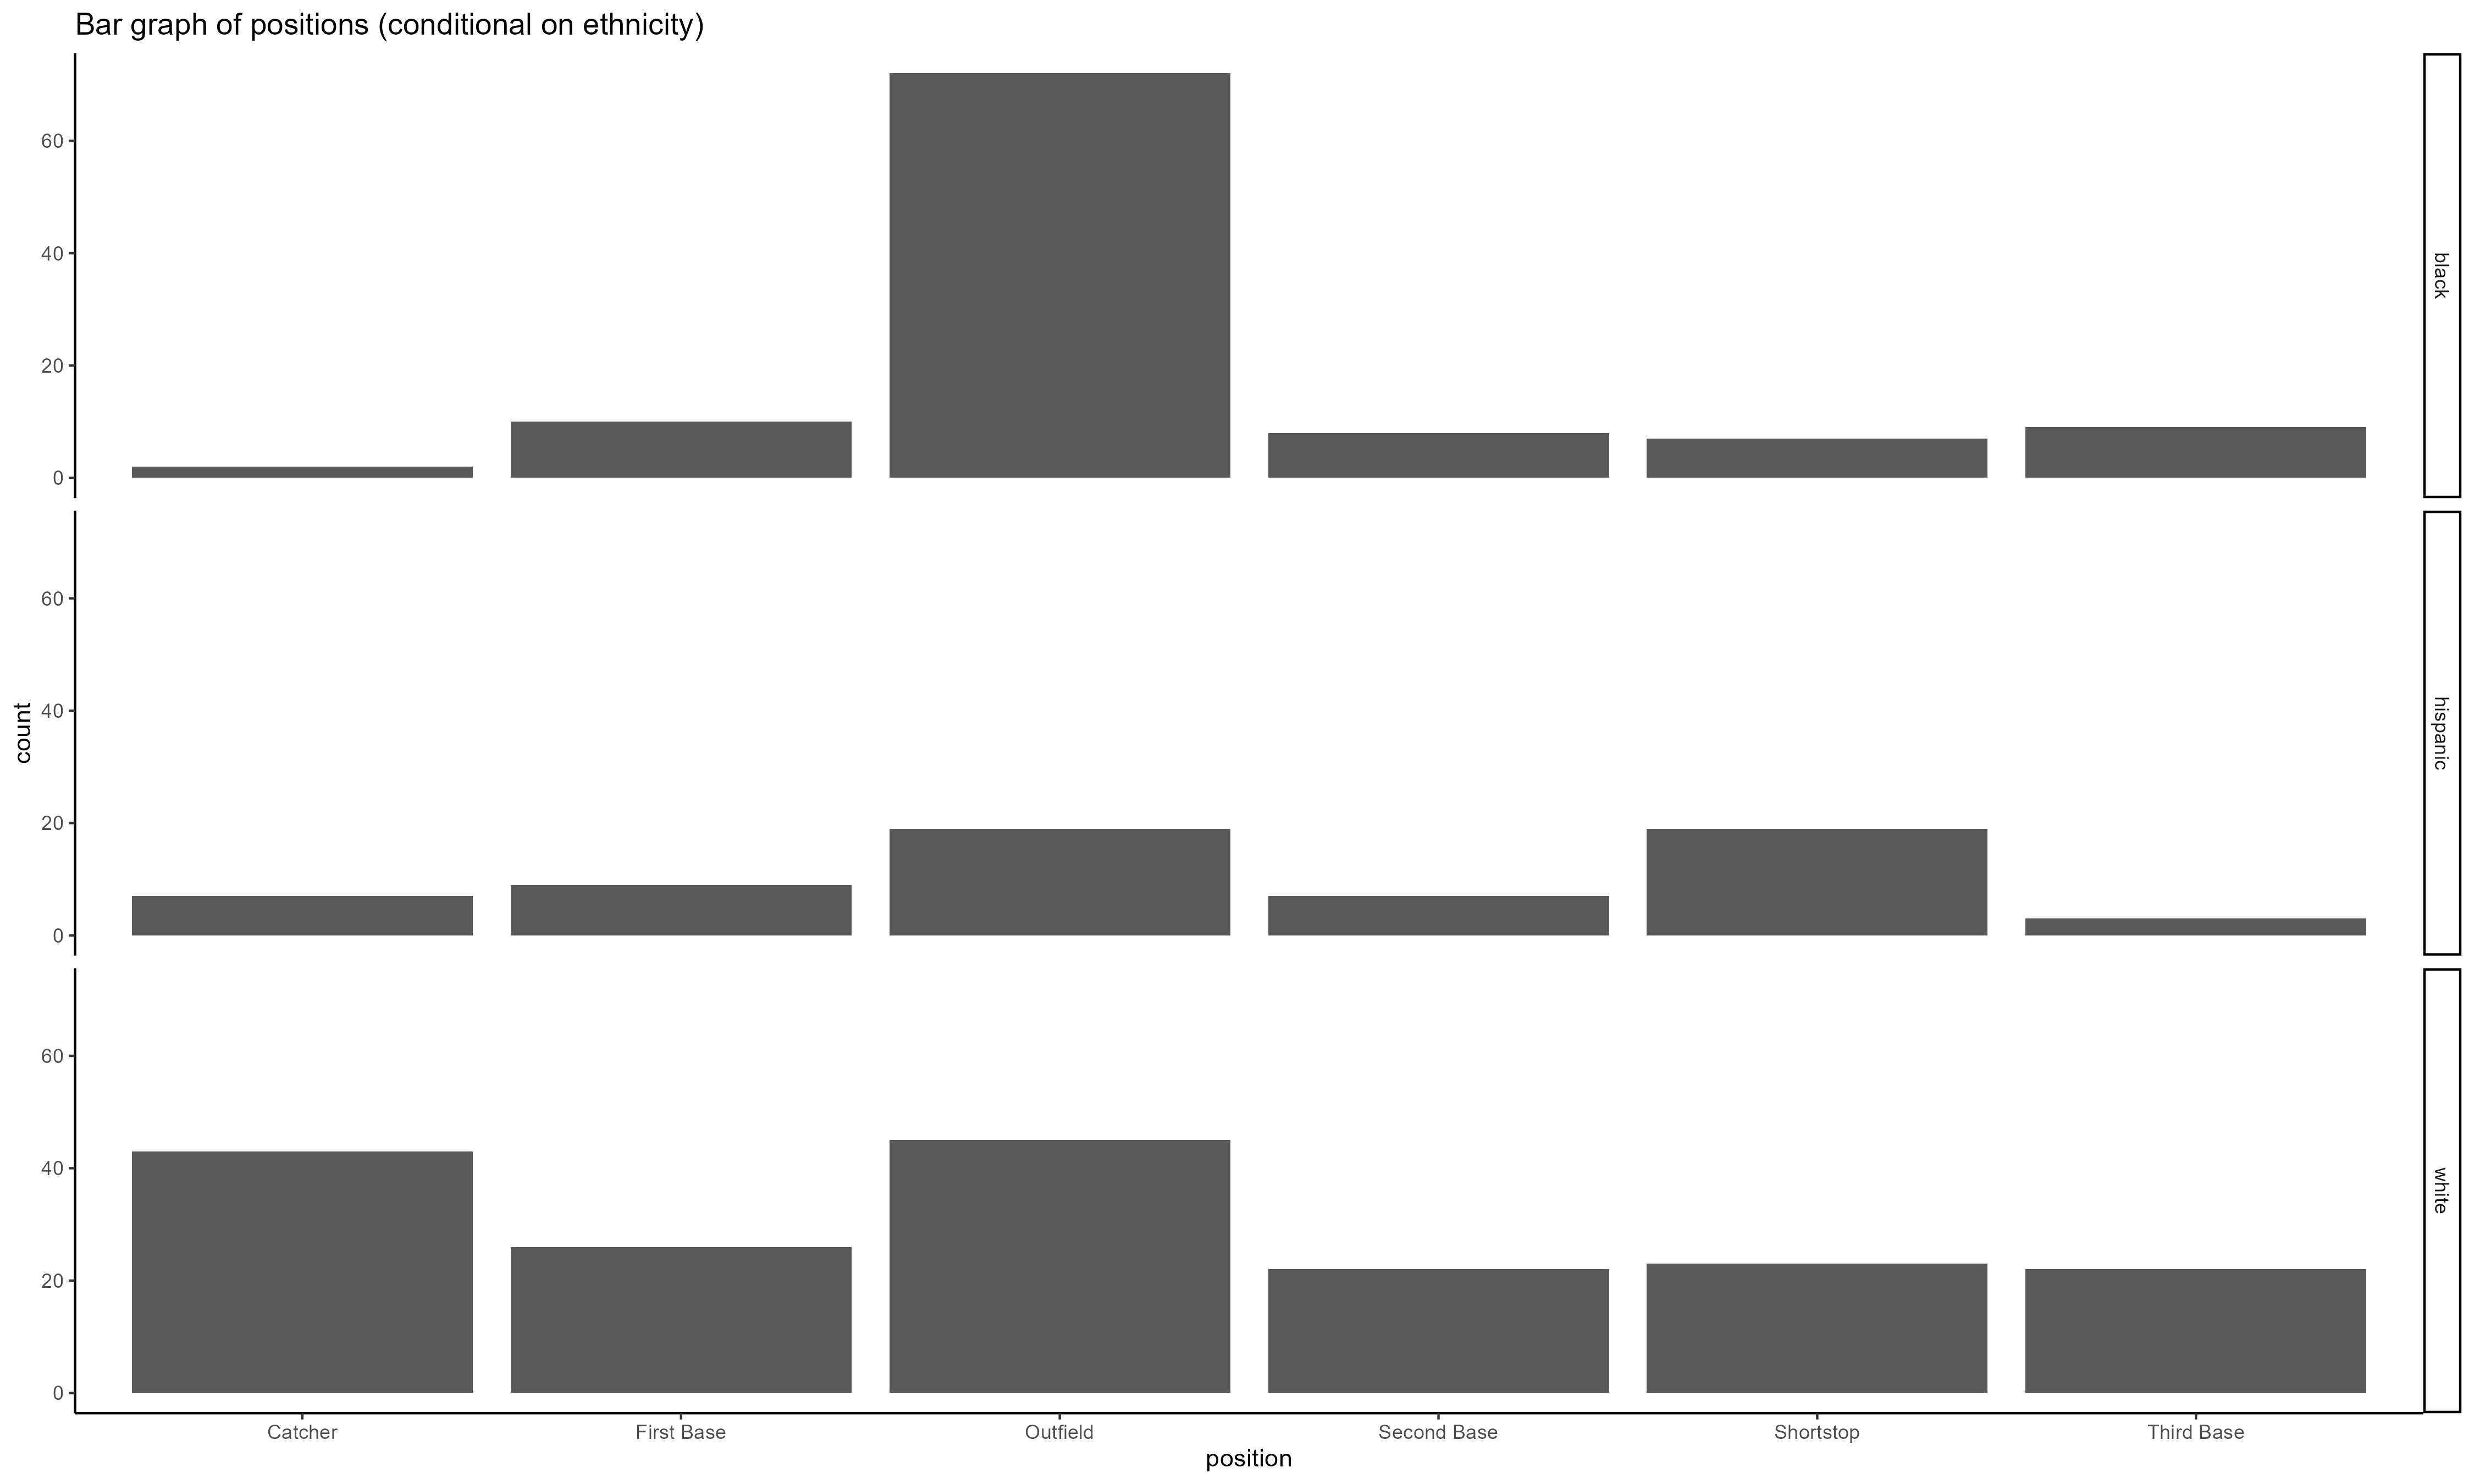 Bar graph of positions (conditional on ethnicity)
60
40
20
0
black
count
60
40
20
0
hispanic
60
40
20
0
white
Catcher First Base Outfield Second Base Shortstop Third Base
position